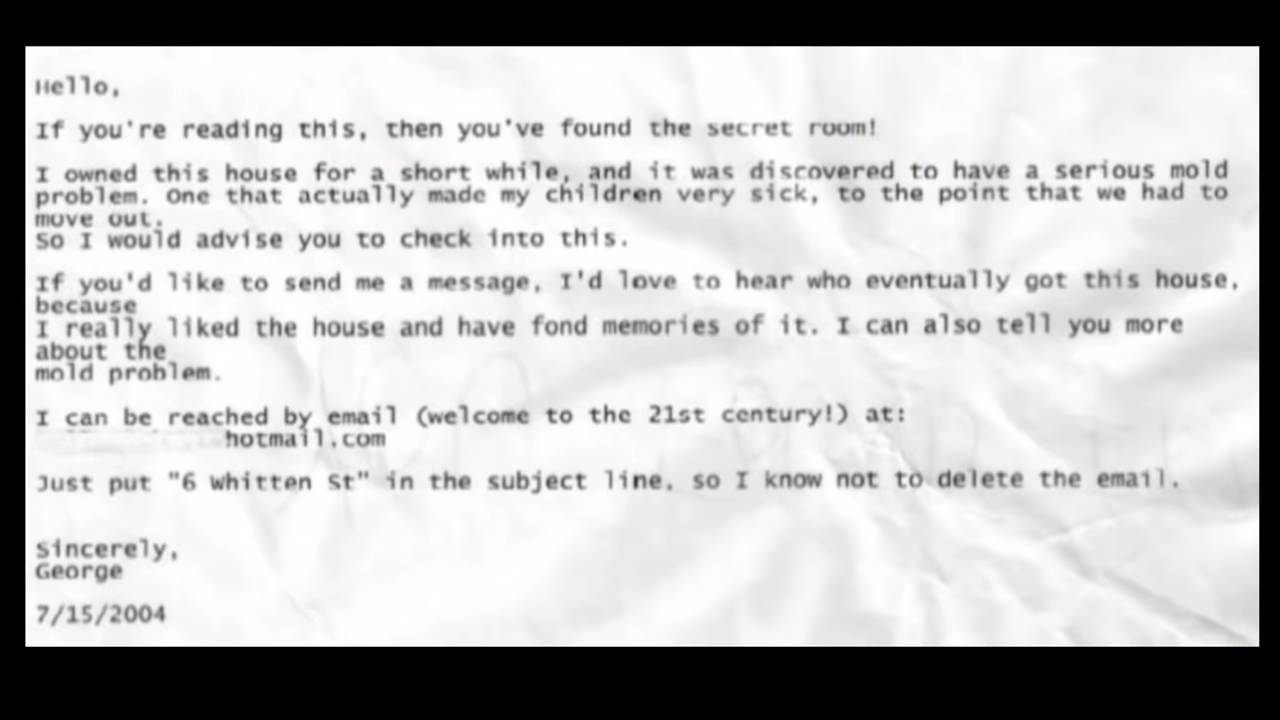 Hello,
If you're reading this, then you've found the secret room!
I owned this house for a short while, and it was discovered to have a serious mold
problem. One that actually made my children very sick, to the point that we had to
move out.
So I would advise you to check into this.
If you'd like to send me a message, I'd love to hear who eventually got this house,
because
I really liked the house and have fond memories of it. I can also tell you more
about the
mold problem.
I can be reached by email (welcome to the 21st century!) at:
hotmail.com
Just put "6 Whitten St" in the subject line, so I know not to delete the email.
Sincerely,
George
7/15/2004